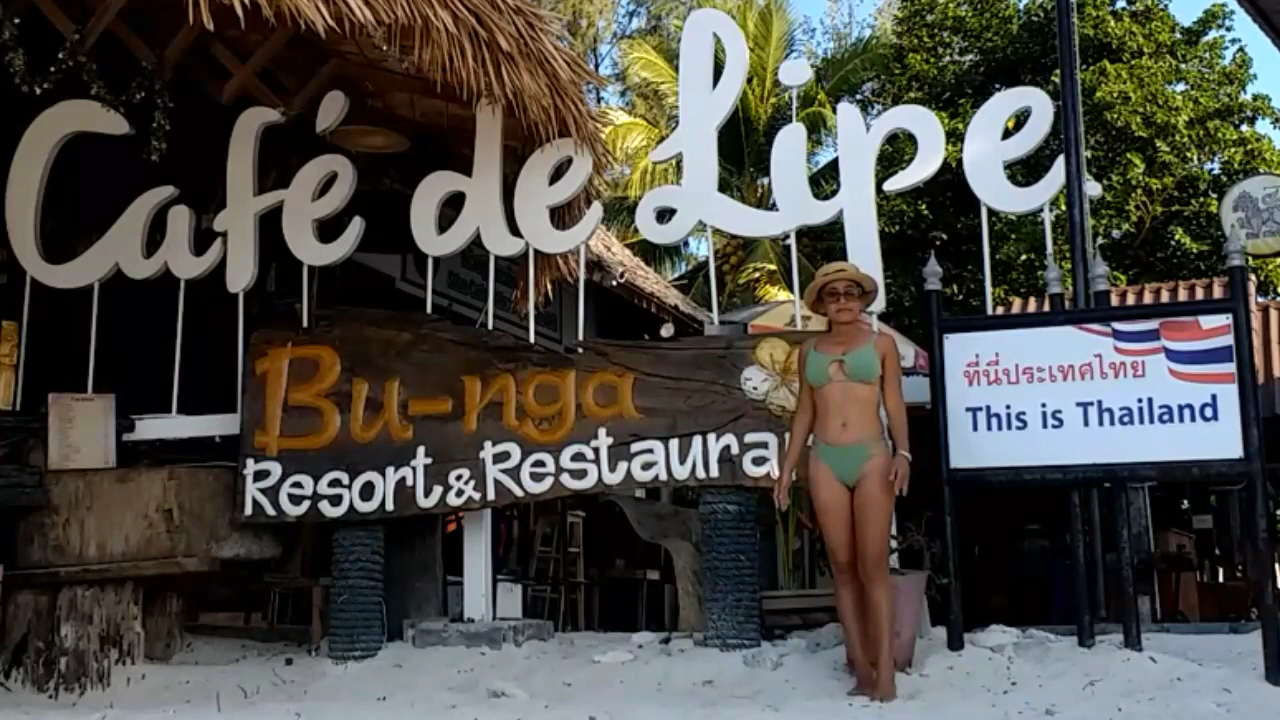 Café de Lipe
Bu-nga
Resort & Restaura
ที่นี่ประเทศไทย
This is Thailand